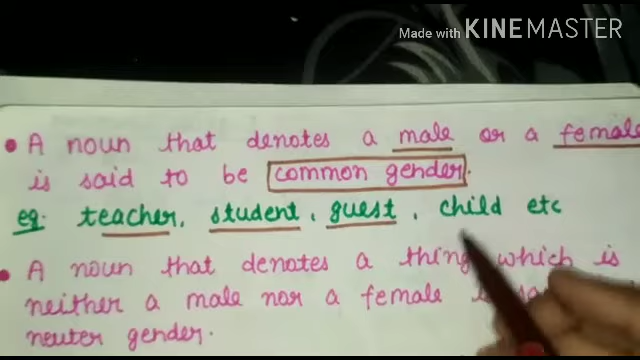 Made with KINEMASTER
• A noun that denotes a male or a female
is said to be common gender.
eg: teacher, student, guest, child etc
• A noun that denotes a thing which is
neither a male nor a female is
neuter gender.